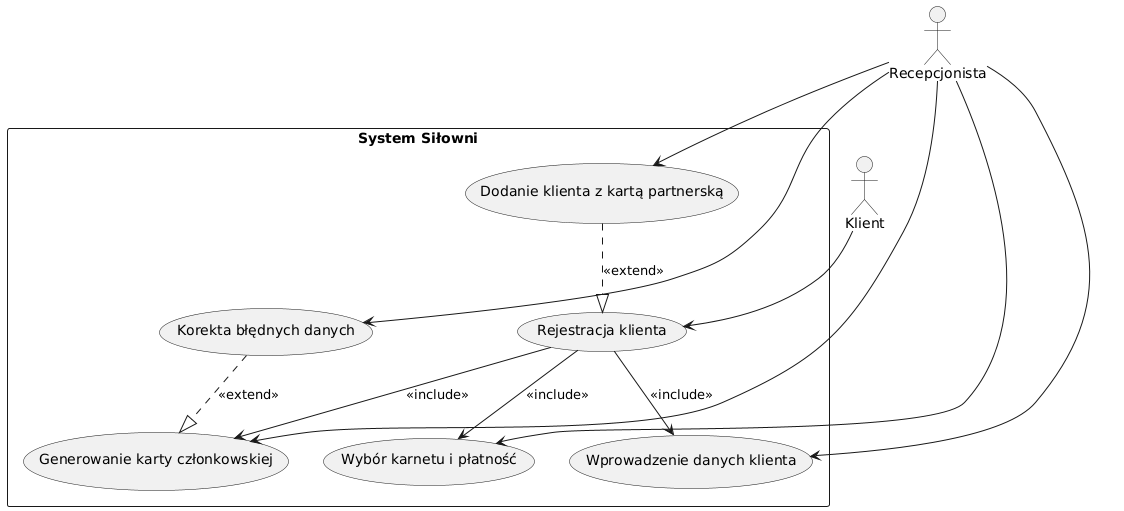 Recepcjonista
System Siłowni
Dodanie klienta z kartą partnerską
Klient
«extend»
Korekta błędnych danych
Rejestracja klienta
«extend»
«include»
«include»
«include»
Generowanie karty członkowskiej
Wybór karnetu i płatność
Wprowadzenie danych klienta